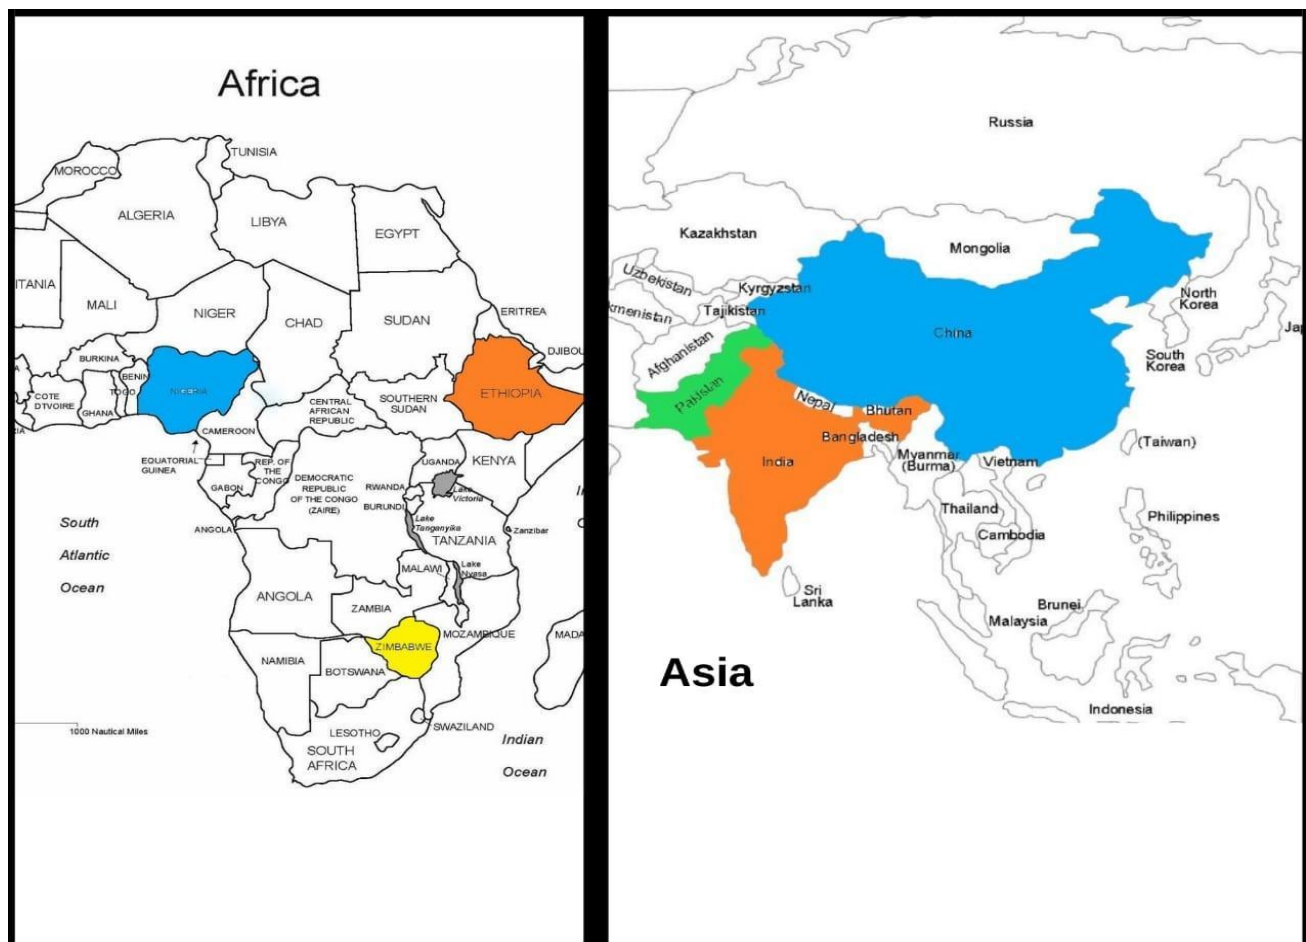 Africa
TUNISIA
MOROCCO
ALGERIA
LIBYA
EGYPT
ITANIA
MALI
NIGER
CHAD
SUDAN
ERITREA
DJIBOU
BURKINA
BENIN
NIGERIA
ETHIOPIA
TOGO
COTE
D'TVOIRE
GHANA
CENTRAL
AFRICAN
REPUBLIC
SOUTHERN
SUDAN
CAMEROON
EQUATORIAL
GUINEA
REP. OF
THE
CONGO
GABON
DEMOCRATIC
REPUBLIC
OF THE CONGO
(ZAIRE)
UGANDA
KENYA
RWANDA
BURUNDI
Lake
Victoria
Lake
Tanganyika
Zanzibar
TANZANIA
ANGOLA
MALAWI
Lake
Nyasa
ANGOLA
ZAMBIA
MOZAMBIQUE
ZIMBABWE
MADA
NAMIBIA
BOTSWANA
SWAZILAND
LESOTHO
SOUTH
AFRICA
South
Atlantic
Ocean
1000 Nautical Miles
Indian
Ocean
Russia
Kazakhstan
Mongolia
Uzbekistan
Kyrgyzstan
kmenistan
Tajikistan
China
North
Korea
Jap
South
Korea
Afghanistan
Pakistan
Nepal
Bhutan
Bangladesh
India
Myanmar
(Burma)
Vietnam
(Taiwan)
Thailand
Cambodia
Philippines
Sri
Lanka
Brunei
Malaysia
Asia
Indonesia